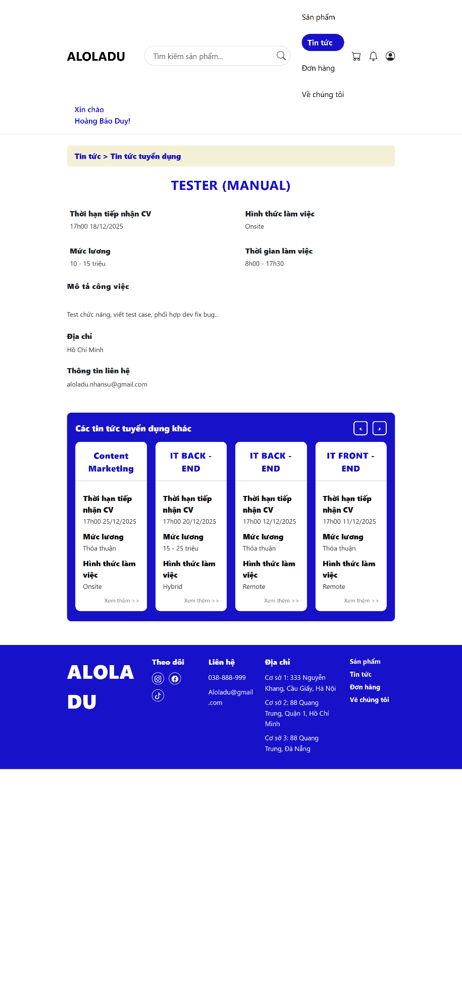 Sản phẩm
ALOLADU
Tìm kiếm sản phẩm...
Tin tức
Đơn hàng
Về chúng tôi
Xin chào
Hoàng Bảo Duy!
Tin tức > Tin tức tuyển dụng
TESTER (MANUAL)
Thời hạn tiếp nhận CV
17h00 18/12/2025
Hình thức làm việc
Onsite
Mức lương
10 - 15 triệu
Thời gian làm việc
8h00 - 17h30
Mô tả công việc
Test chức năng, viết test case, phối hợp dev fix bug...
Địa chỉ
Hồ Chí Minh
Thông tin liên hệ
aloladu.nhansu@gmail.com
Các tin tức tuyển dụng khác
‹ ›
Content
Marketing
Thời hạn tiếp
nhận CV
17h00 25/12/2025
Mức lương
Thỏa thuận
Hình thức làm
việc
Onsite
Xem thêm >>
IT BACK -
END
Thời hạn tiếp
nhận CV
17h00 20/12/2025
Mức lương
15 - 25 triệu
Hình thức làm
việc
Hybrid
Xem thêm >>
IT BACK -
END
Thời hạn tiếp
nhận CV
17h00 12/12/2025
Mức lương
Thỏa thuận
Hình thức làm
việc
Remote
Xem thêm >>
IT FRONT -
END
Thời hạn tiếp
nhận CV
17h00 11/12/2025
Mức lương
Thỏa thuận
Hình thức làm
việc
Remote
Xem thêm >>
ALOLA
DU
Theo dõi
Liên hệ
038-888-999
Aloladu@gmail
.com
Địa chỉ
Cơ sở 1: 333 Nguyễn
Khang, Cầu Giấy, Hà Nội
Cơ sở 2: 88 Quang
Trung, Quận 1, Hồ Chí
Minh
Cơ sở 3: 88 Quang
Trung, Đà Nẵng
Sản phẩm
Tin tức
Đơn hàng
Về chúng tôi